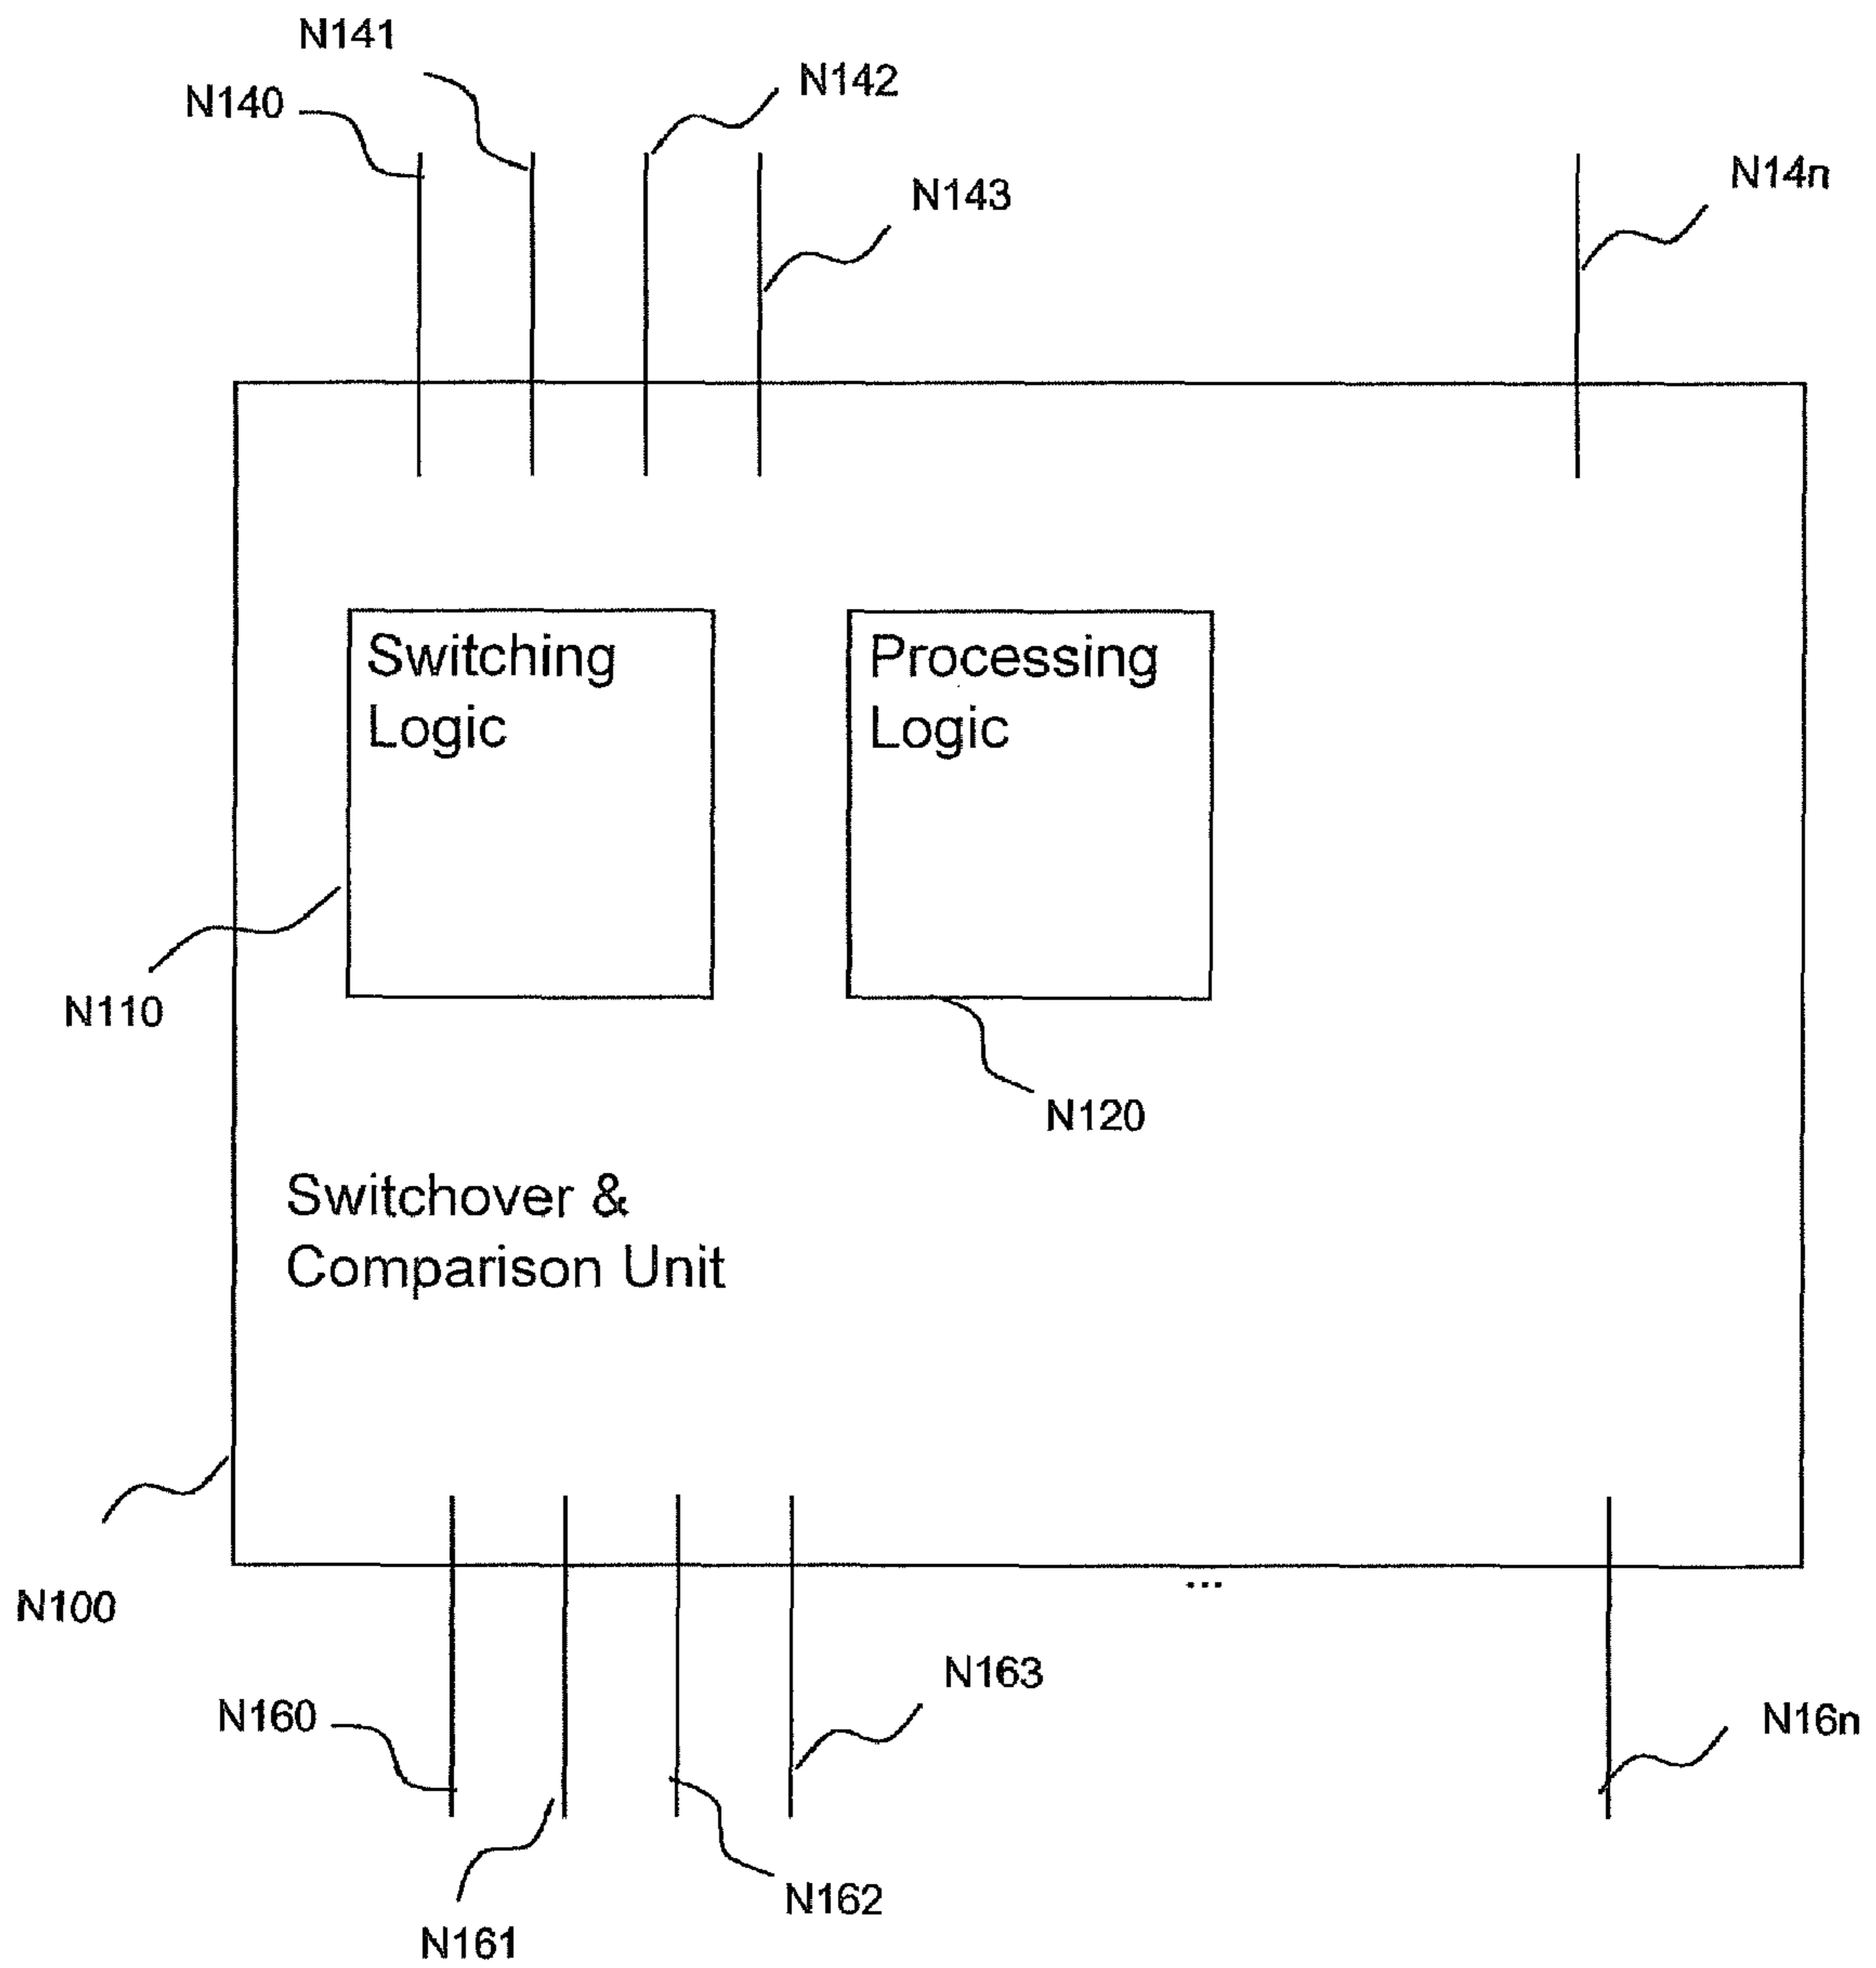 N141
N140
N142
N143
N14n
Switching
Logic
Processing
Logic
N110
N120
Switchover &
Comparison Unit
N100
...
N160
N163
N16n
N161
N162